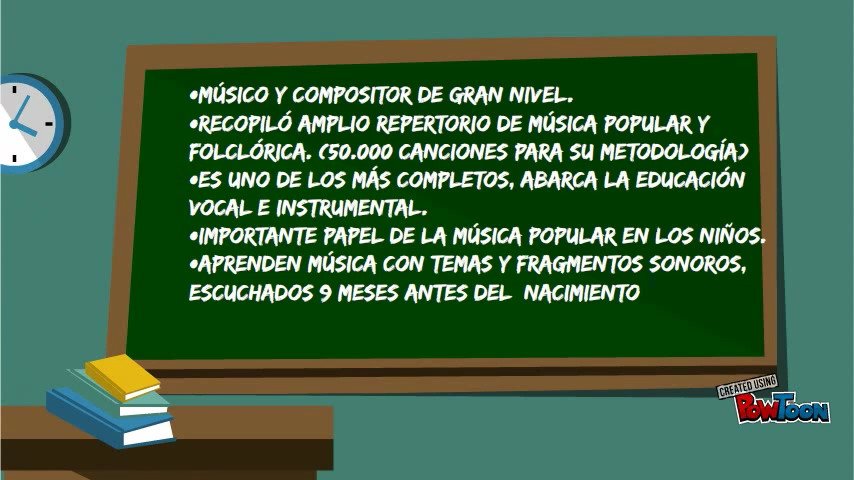 •MÚSICO Y COMPOSITOR DE GRAN NIVEL.
•RECOPILÓ AMPLIO REPERTORIO DE MÚSICA POPULAR Y
FOLCLÓRICA. (50.000 CANCIONES PARA SU METODOLOGÍA)
•ES UNO DE LOS MÁS COMPLETOS, ABARCA LA EDUCACIÓN
VOCAL E INSTRUMENTAL.
•IMPORTANTE PAPEL DE LA MÚSICA POPULAR EN LOS NIÑOS.
•APRENDEN MÚSICA CON TEMAS Y FRAGMENTOS SONOROS,
ESCUCHADOS 9 MESES ANTES DEL NACIMIENTO
CREATED USING
POWTOON